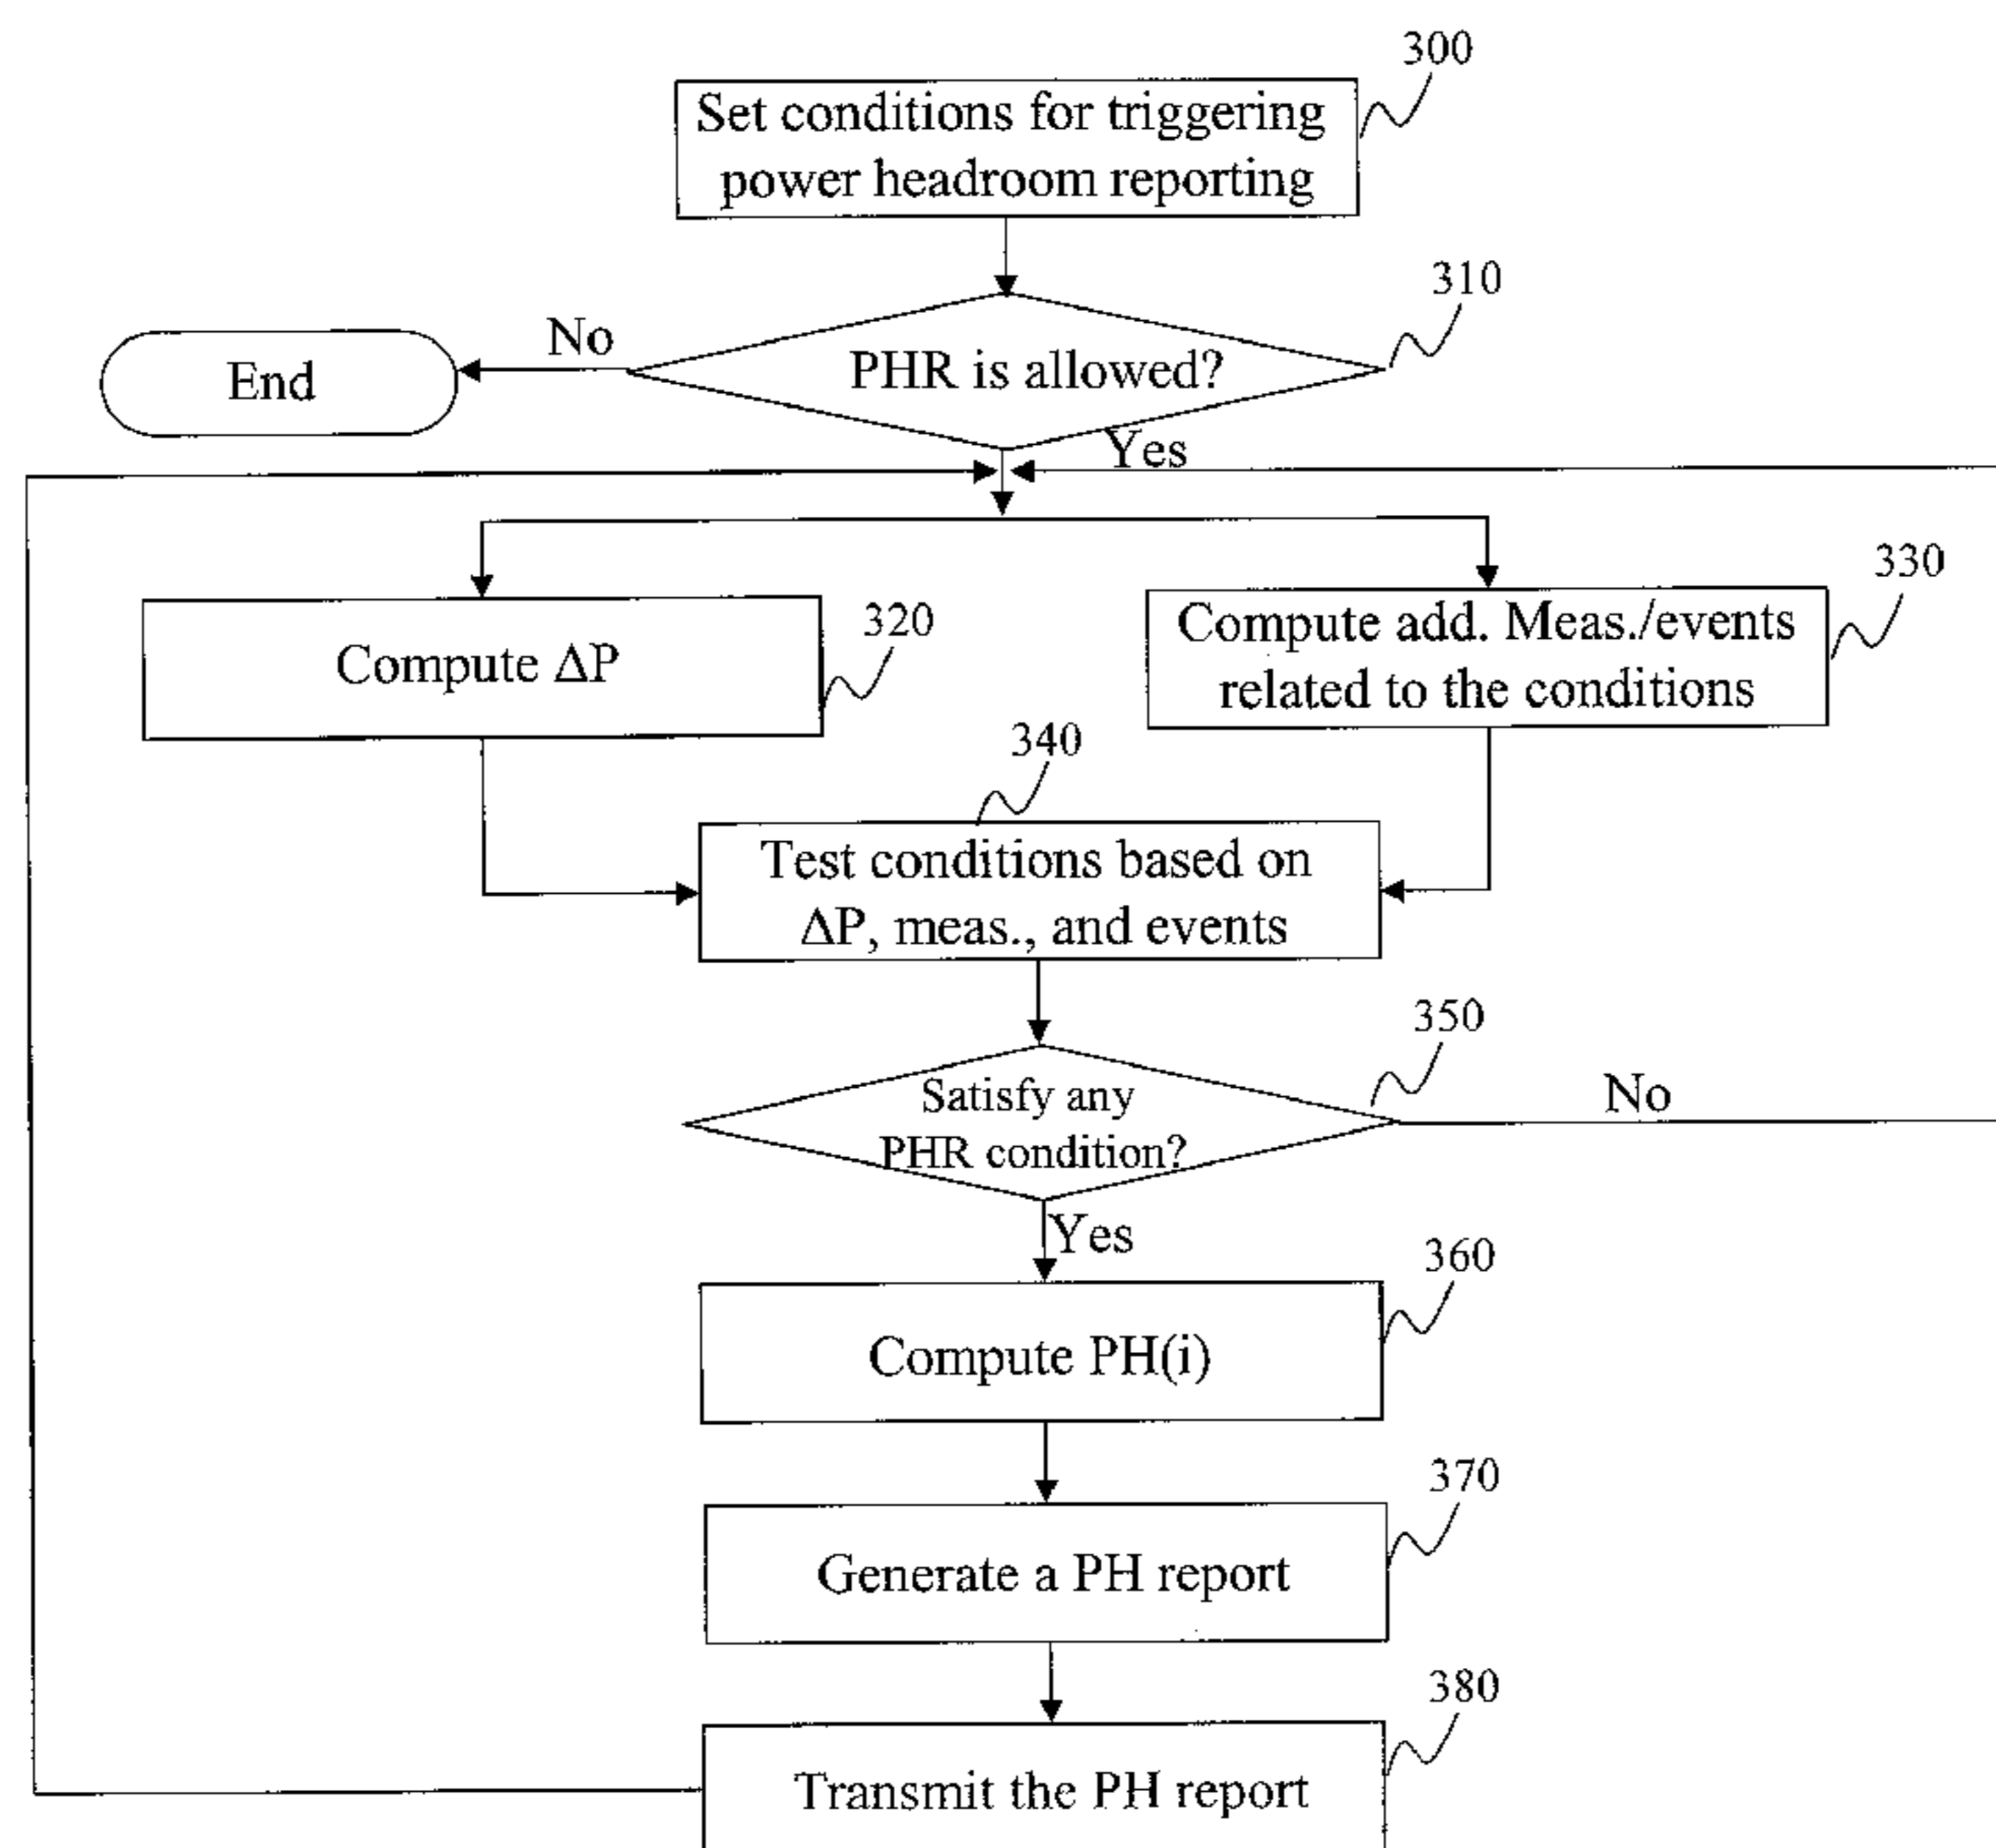 300
Set conditions for triggering
power headroom reporting
310
No
PHR is allowed?
End
Yes
330
320
Compute add. Meas./events
related to the conditions
Compute ΔP
340
Test conditions based on
ΔP, meas., and events
350
No
Satisfy any
PHR condition?
Yes
360
Compute PH(i)
370
Generate a PH report
380
Transmit the PH report